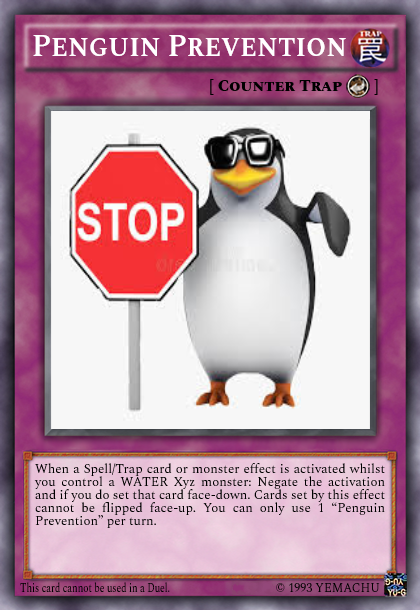 PENGUIN PREVENTION
TRAP
罠
[ COUNTER TRAP ]
STOP
When a Spell/Trap card or monster effect is activated whilst
you control a WATER Xyz monster: Negate the activation
and if you do set that card face-down. Cards set by this effect
cannot be flipped face-up. You can only use 1 “Penguin
Prevention” per turn.
This card cannot be used in a Duel.
© 1993 YEMACHU